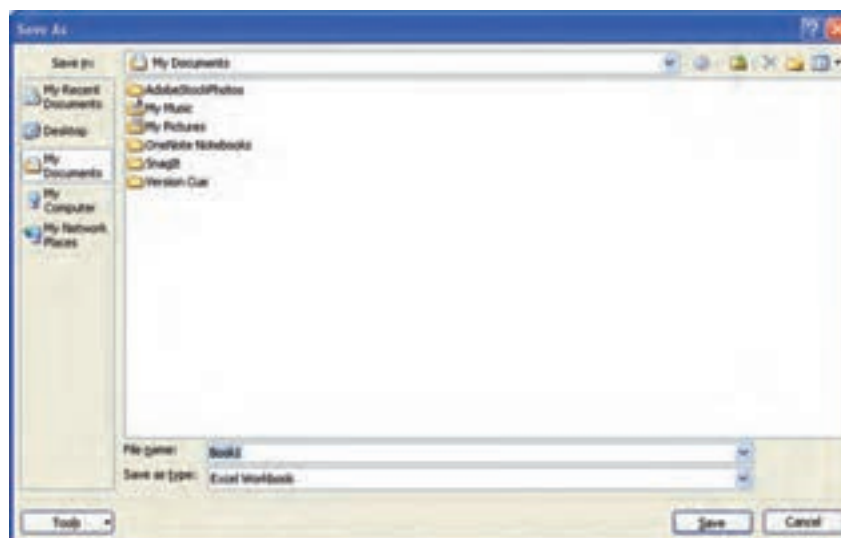 Save As
Save in:
My Documents
My Recent
Documents
Desktop
My
Documents
My
Computer
My Network
Places
AdobeStockPhotos
My Music
My Pictures
OneNote Notebooks
SnagIt
Version Cue
File name:
Book1
Save as type:
Excel Workbook
Tools
Save
Cancel